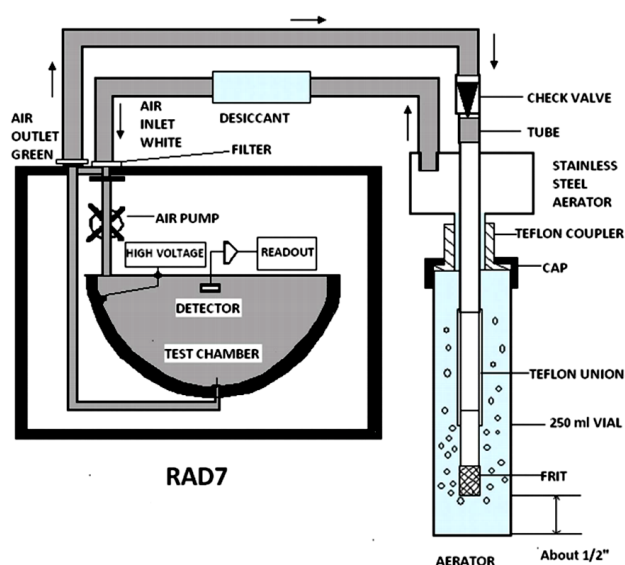 AIR
OUTLET
GREEN
AIR
INLET
WHITE
DESICCANT
FILTER
CHECK VALVE
TUBE
STAINLESS
STEEL
AERATOR
AIR PUMP
HIGH VOLTAGE
READOUT
TEFLON COUPLER
CAP
DETECTOR
TEST CHAMBER
TEFLON UNION
250 ml VIAL
RAD7
FRIT
About 1/2"
AERATOR